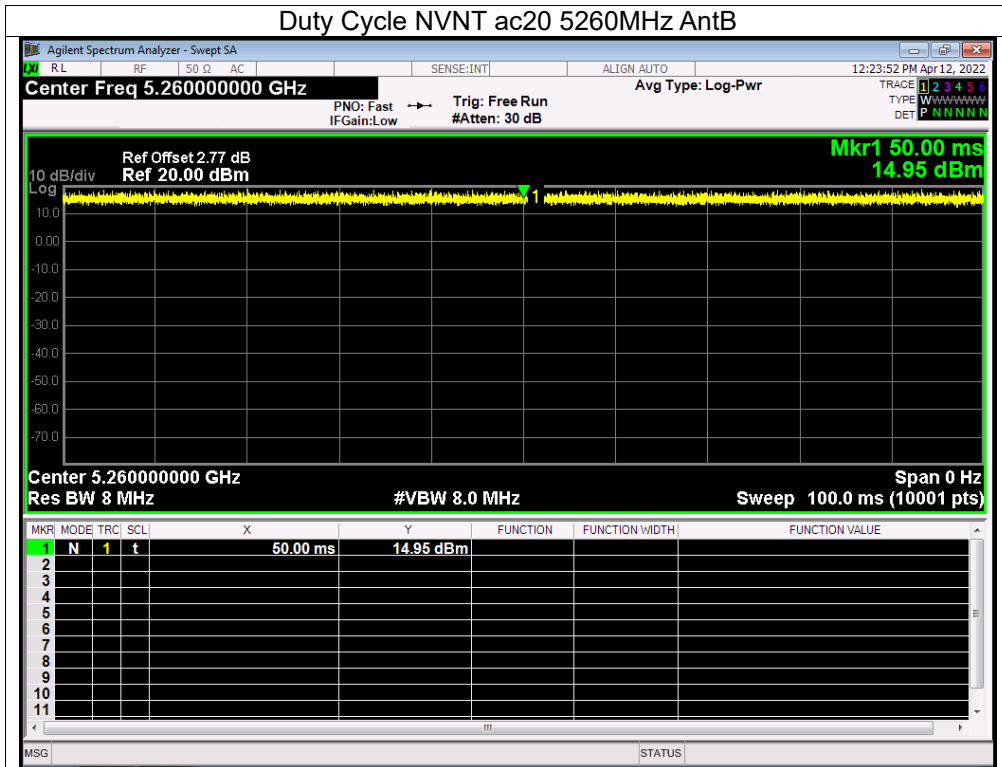 Duty Cycle NVNT ac20 5260MHz AntB
Agilent Spectrum Analyzer - Swept SA
LXI RL RF 50 Ω AC SENSE:INT ALIGN AUTO 12:23:52 PM Apr 12, 2022
Center Freq 5.260000000 GHz
PNO: Fast
IFGain:Low
Trig: Free Run
#Atten: 30 dB
Avg Type: Log-Pwr
TRACE 1 2 3 4 5 6
TYPE WWWWWWW
DET P N N N N N
Mkr1 50.00 ms
14.95 dBm
Ref Offset 2.77 dB
10 dB/div Ref 20.00 dBm
Log
1
10.0
0.00
-10.0
-20.0
-30.0
-40.0
-50.0
-60.0
-70.0
Center 5.260000000 GHz Span 0 Hz
Res BW 8 MHz #VBW 8.0 MHz Sweep 100.0 ms (10001 pts)
MKR MODE TRC SCL X Y FUNCTION FUNCTION WIDTH FUNCTION VALUE
1 N 1 t 50.00 ms 14.95 dBm
2
3
4
5
6
7
8
9
10
11
MSG STATUS